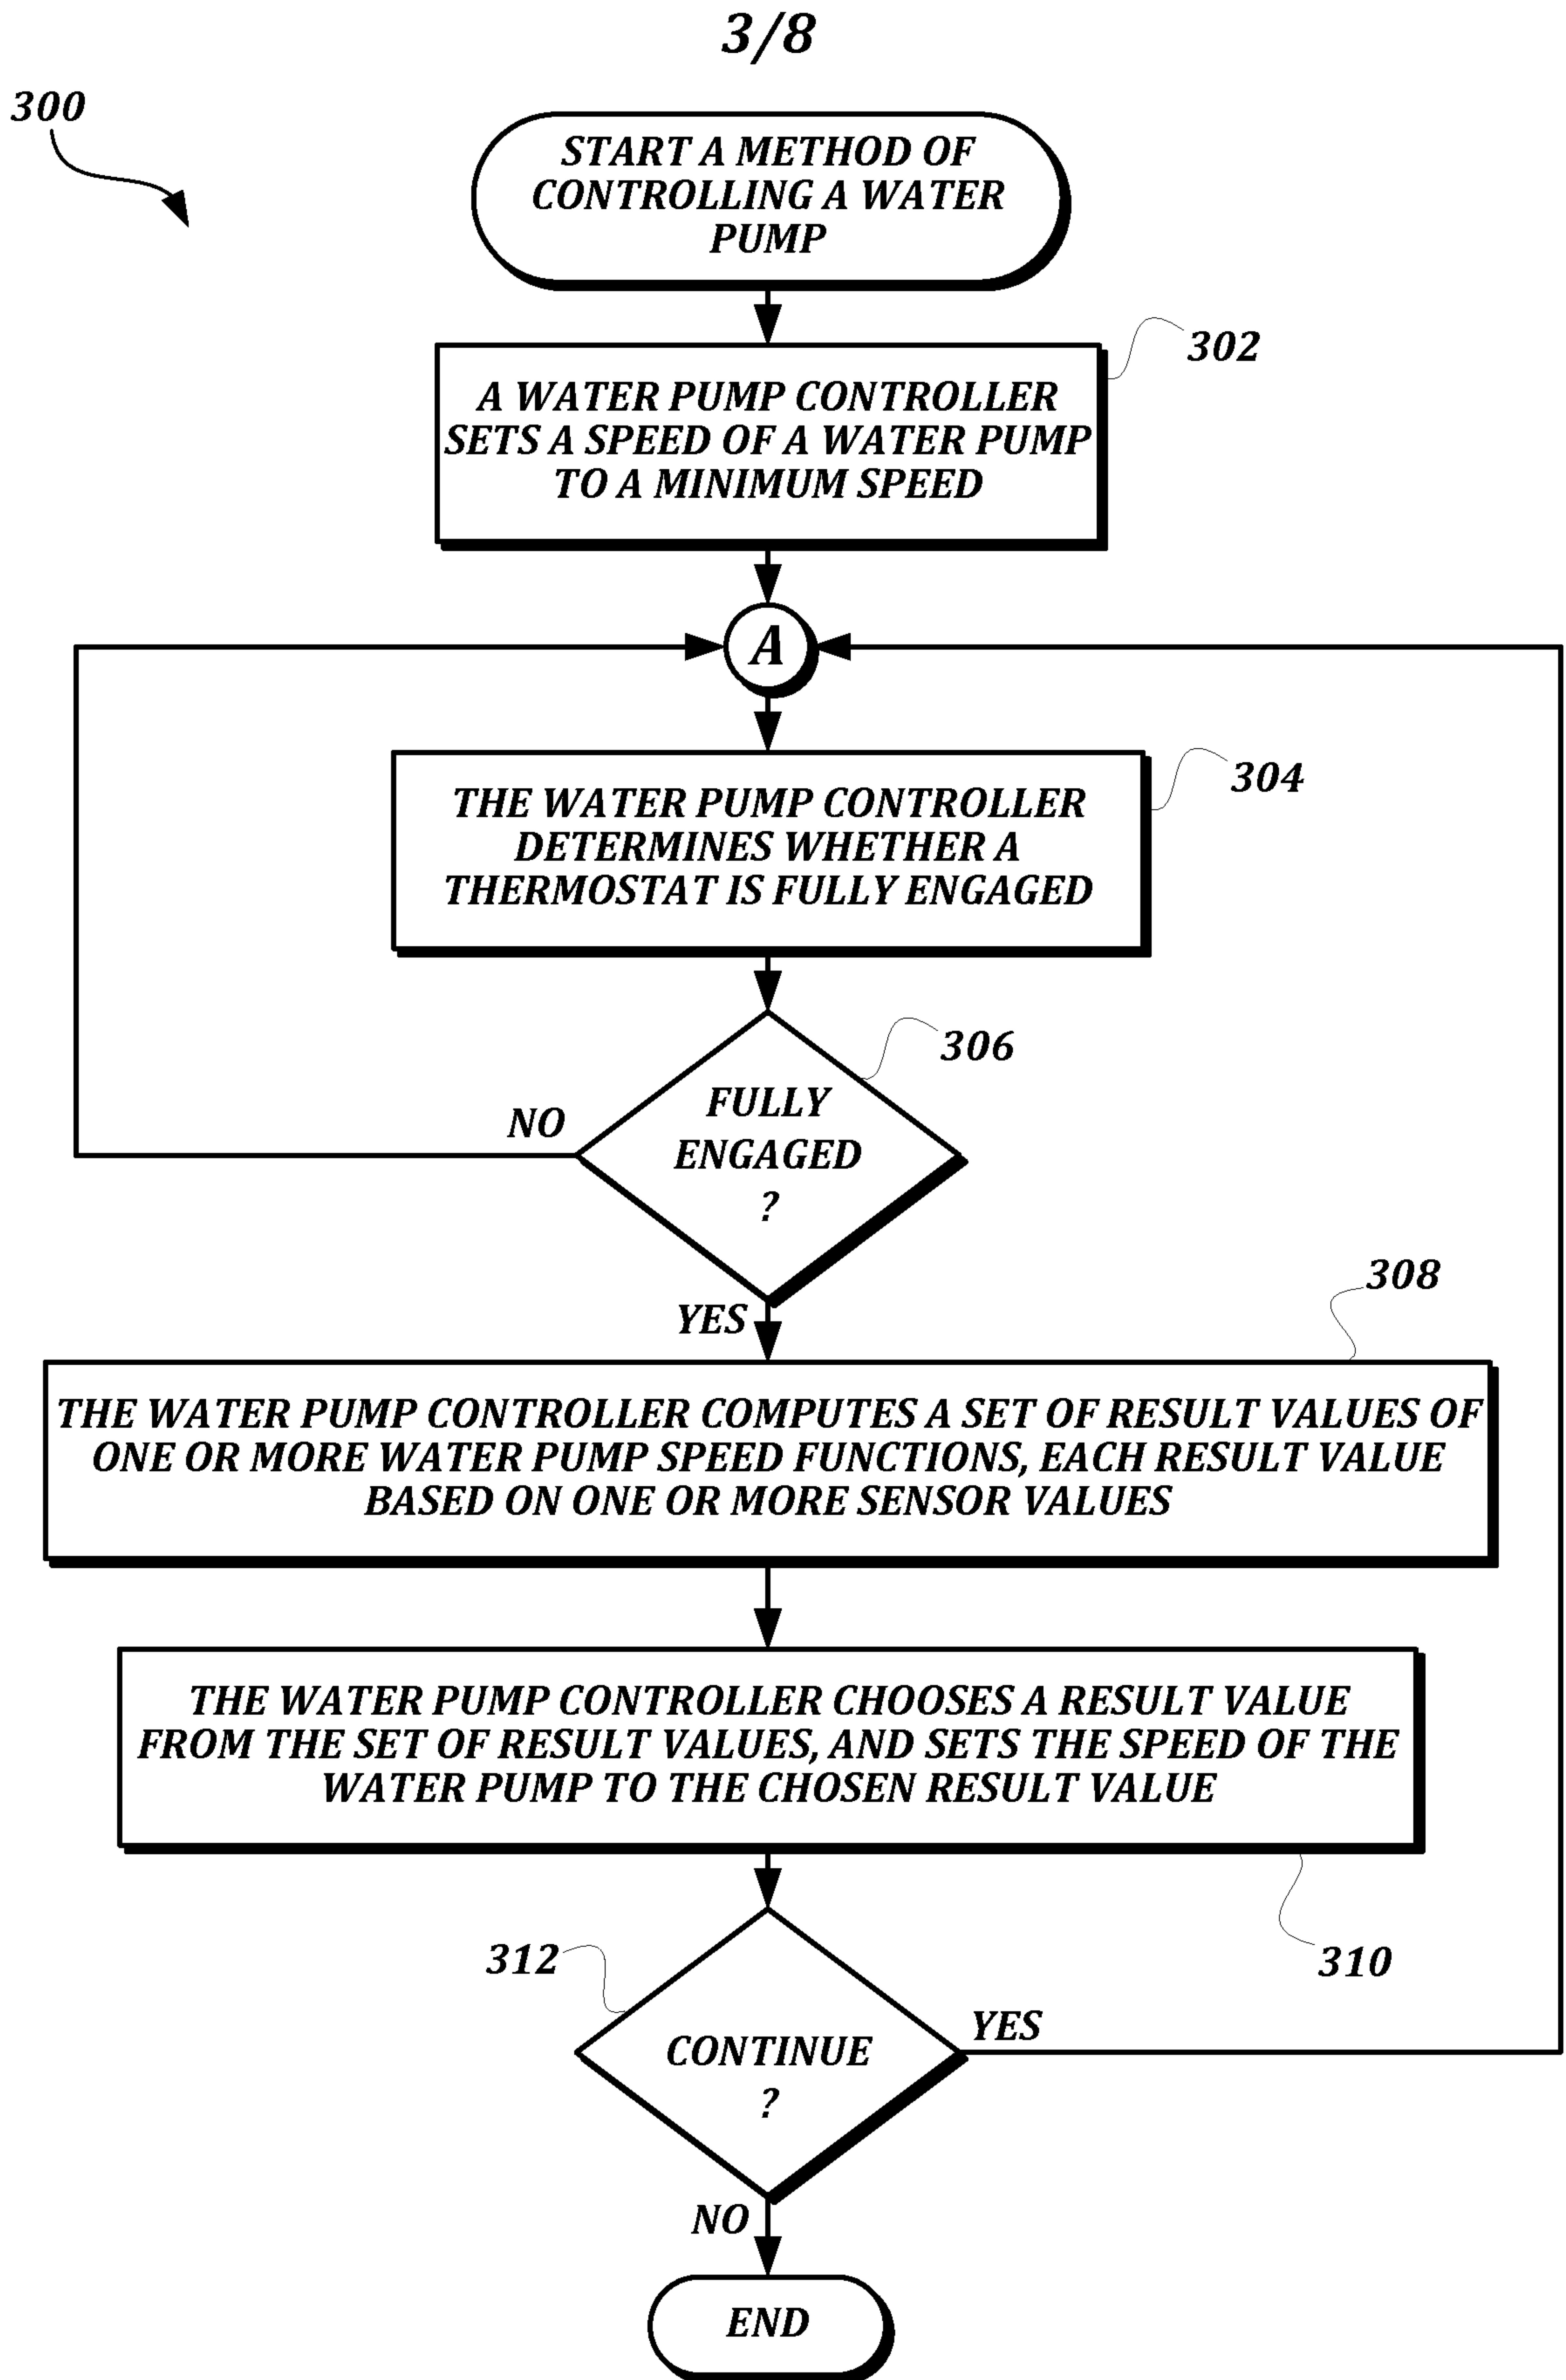 3/8
300
START A METHOD OF
CONTROLLING A WATER
PUMP
302
A WATER PUMP CONTROLLER
SETS A SPEED OF A WATER PUMP
TO A MINIMUM SPEED
A
304
THE WATER PUMP CONTROLLER
DETERMINES WHETHER A
THERMOSTAT IS FULLY ENGAGED
306
FULLY
ENGAGED
?
NO
YES
308
THE WATER PUMP CONTROLLER COMPUTES A SET OF RESULT VALUES OF
ONE OR MORE WATER PUMP SPEED FUNCTIONS, EACH RESULT VALUE
BASED ON ONE OR MORE SENSOR VALUES
THE WATER PUMP CONTROLLER CHOOSES A RESULT VALUE
FROM THE SET OF RESULT VALUES, AND SETS THE SPEED OF THE
WATER PUMP TO THE CHOSEN RESULT VALUE
310
312
CONTINUE
?
YES
NO
END